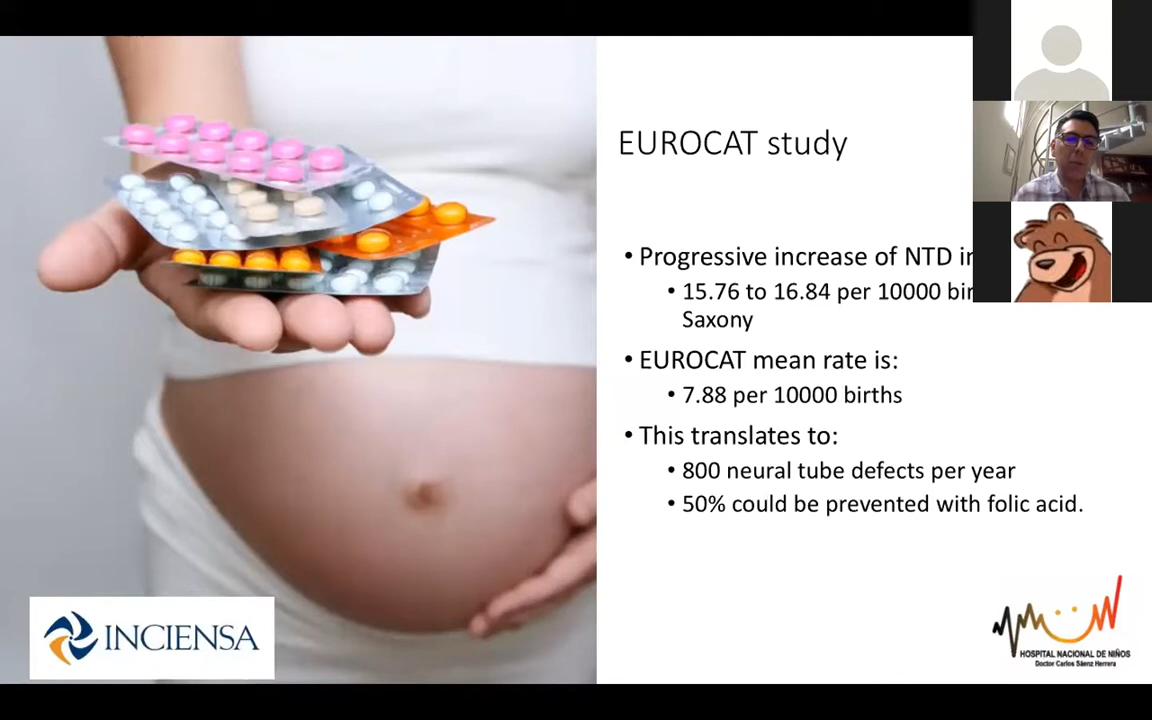 EUROCAT study
• Progressive increase of NTD
• 15.76 to 16.84 per 10000
Saxony
• EUROCAT mean rate is:
• 7.88 per 10000 births
• This translates to:
• 800 neural tube defects per year
• 50% could be prevented with folic acid.
INCIENSA
HOSPITAL NACIONAL DE NIÑOS
Doctor Carlos Sáenz Herrera